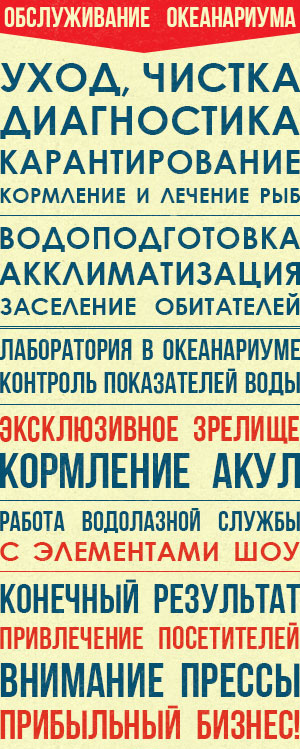 ОБСЛУЖИВАНИЕ ОКЕАНАРИУМА
УХОД, ЧИСТКА
ДИАГНОСТИКА
КАРАНТИРОВАНИЕ
КОРМЛЕНИЕ И ЛЕЧЕНИЕ РЫБ
ВОДОПОДГОТОВКА
АККЛИМАТИЗАЦИЯ
ЗАСЕЛЕНИЕ ОБИТАТЕЛЕЙ
ЛАБОРАТОРИЯ В ОКЕАНАРИУМЕ
КОНТРОЛЬ ПОКАЗАТЕЛЕЙ ВОДЫ
ЭКСКЛЮЗИВНОЕ ЗРЕЛИЩЕ
КОРМЛЕНИЕ АКУЛ
РАБОТА ВОДОЛАЗНОЙ СЛУЖБЫ
С ЭЛЕМЕНТАМИ ШОУ
КОНЕЧНЫЙ РЕЗУЛЬТАТ
ПРИВЛЕЧЕНИЕ ПОСЕТИТЕЛЕЙ
ВНИМАНИЕ ПРЕССЫ
ПРИБЫЛЬНЫЙ БИЗНЕС!